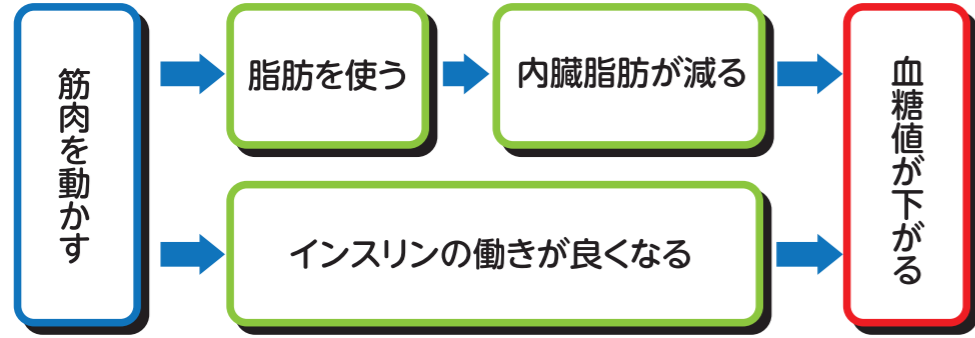 筋肉を動かす
脂肪を使う
内臓脂肪が減る
インスリンの働きが良くなる
血糖値が下がる